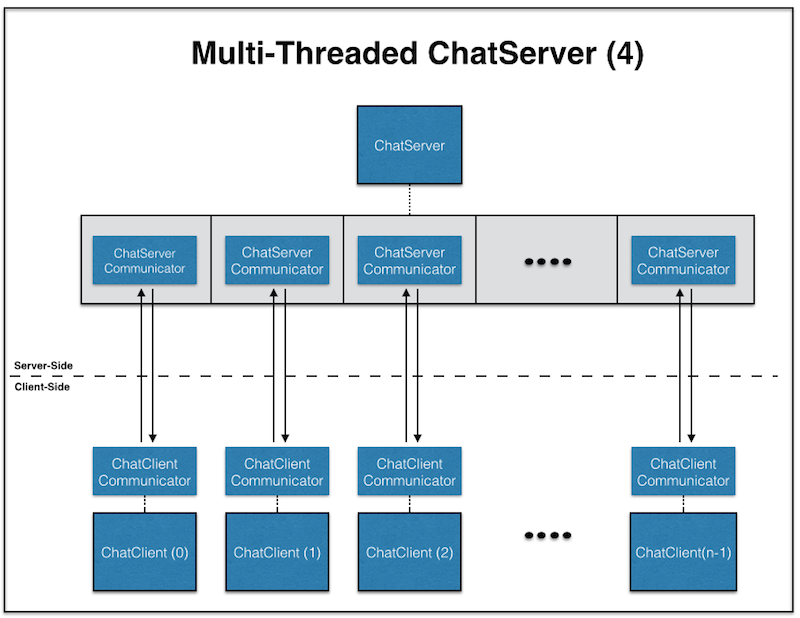 Multi-Threaded ChatServer (4)
ChatServer
ChatServer
Communicator
ChatServer
Communicator
ChatServer
Communicator
ChatServer
Communicator
Server-Side
Client-Side
ChatClient
Communicator
ChatClient
Communicator
ChatClient
Communicator
ChatClient
Communicator
ChatClient (0)
ChatClient (1)
ChatClient (2)
ChatClient(n-1)